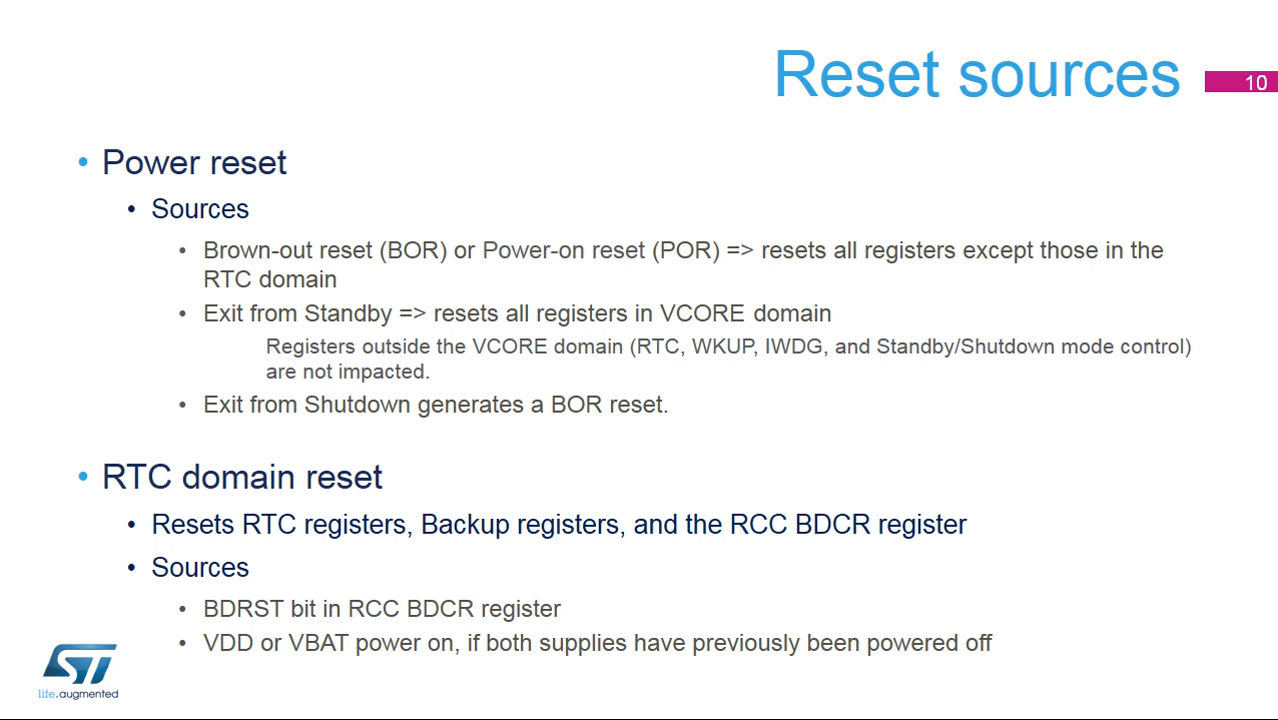 Reset sources
10
• Power reset
• Sources
• Brown-out reset (BOR) or Power-on reset (POR) => resets all registers except those in the
RTC domain
• Exit from Standby => resets all registers in VCORE domain
Registers outside the VCORE domain (RTC, WKUP, IWDG, and Standby/Shutdown mode control)
are not impacted.
• Exit from Shutdown generates a BOR reset.
• RTC domain reset
• Resets RTC registers, Backup registers, and the RCC BDCR register
• Sources
• BDRST bit in RCC BDCR register
• VDD or VBAT power on, if both supplies have previously been powered off
ST
life.augmented